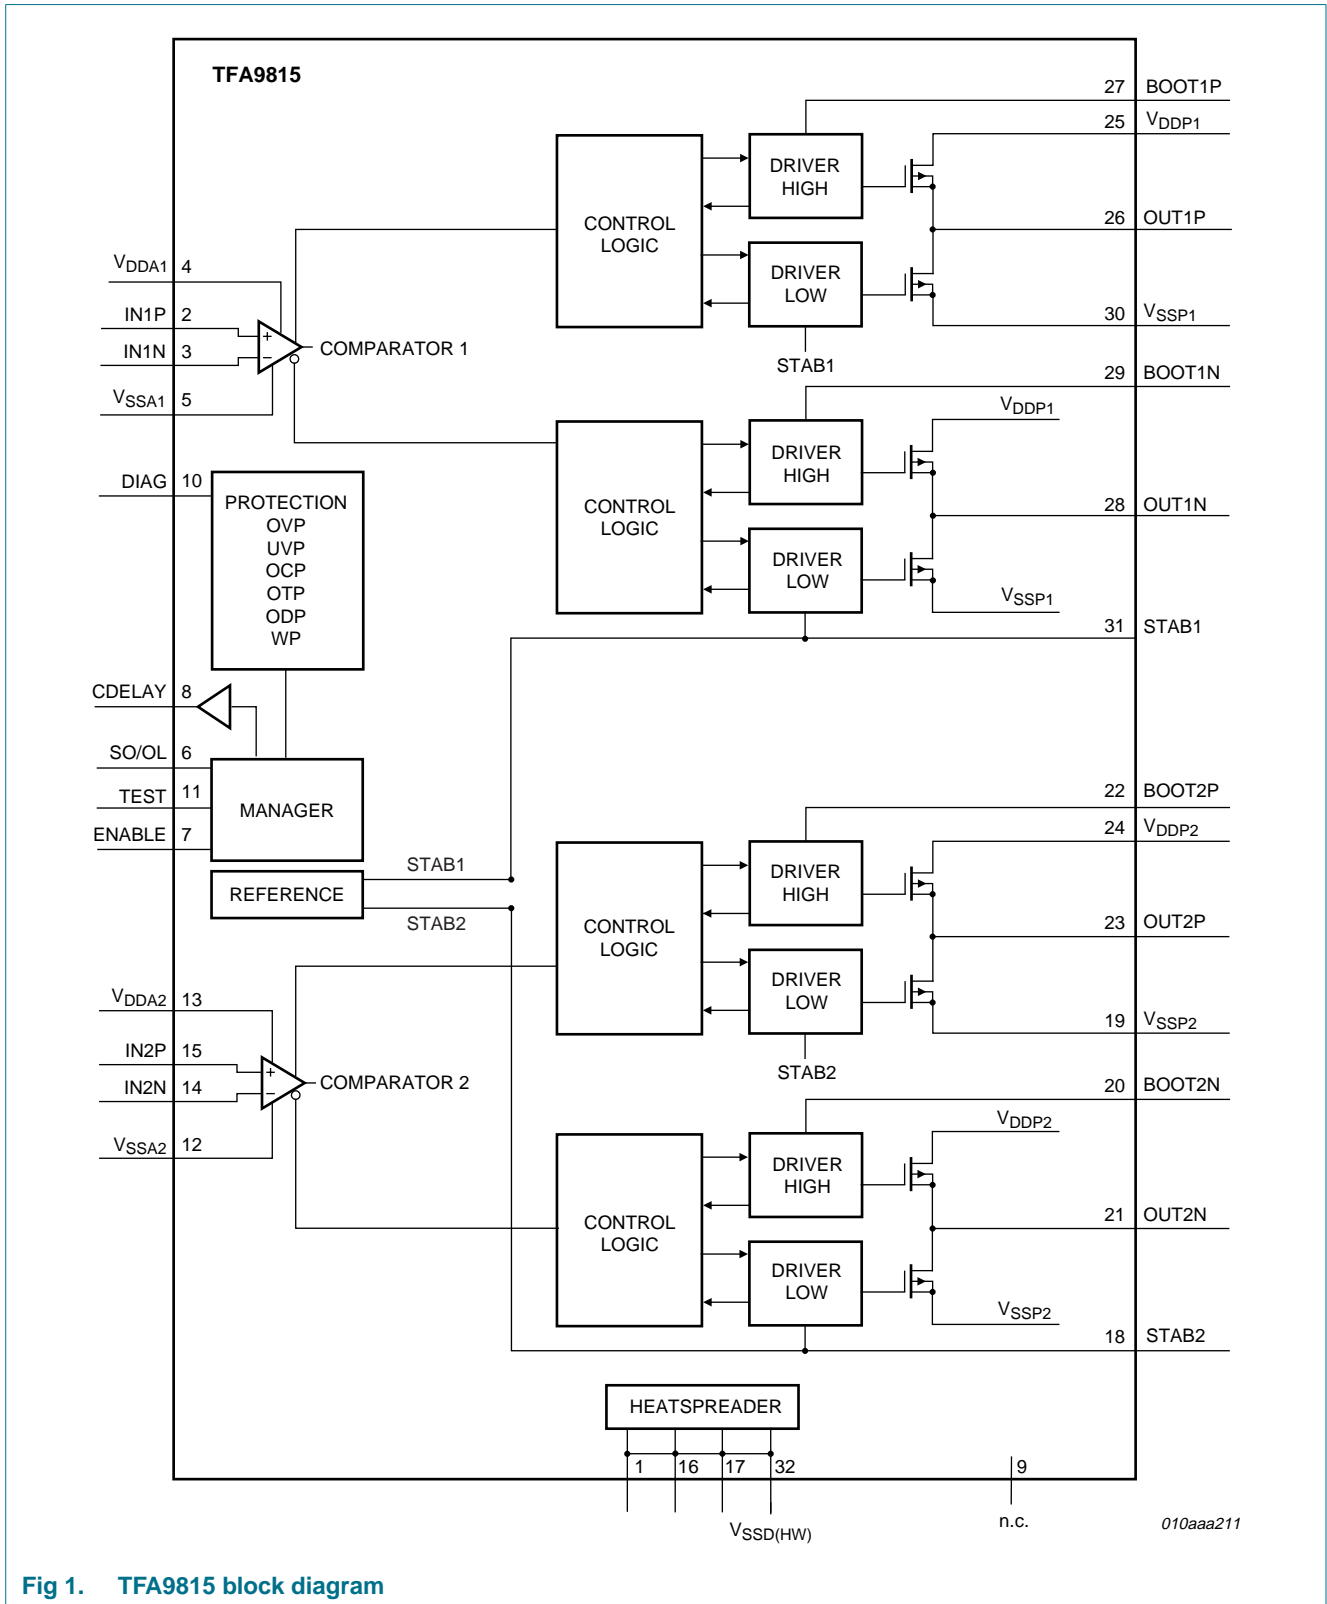 TFA9815
27 BOOT1P
25 VDDP1
DRIVER
HIGH
CONTROL
LOGIC
26 OUT1P
VDDA1 4
DRIVER
LOW
IN1P 2
30 VSSP1
+
COMPARATOR 1
IN1N 3
−
STAB1
29 BOOT1N
VSSA1 5
VDDP1
DRIVER
HIGH
DIAG 10
PROTECTION
OVP
UVP
OCP
OTP
ODP
WP
CONTROL
LOGIC
28 OUT1N
DRIVER
LOW
VSSP1
31 STAB1
CDELAY 8
SO/OL 6
TEST 11
MANAGER
ENABLE 7
22 BOOT2P
24 VDDP2
STAB1
DRIVER
HIGH
REFERENCE
STAB2
CONTROL
LOGIC
23 OUT2P
DRIVER
LOW
VDDA2 13
19 VSSP2
IN2P 15
+
COMPARATOR 2
STAB2
IN2N 14
−
20 BOOT2N
VDDP2
VSSA2 12
DRIVER
HIGH
CONTROL
LOGIC
21 OUT2N
DRIVER
LOW
VSSP2
18 STAB2
HEATSPREADER
1 16 17 32 9
VSSD(HW)
n.c.
010aaa211
Fig 1. TFA9815 block diagram